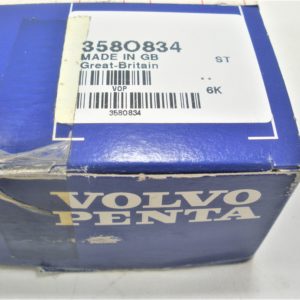 3580834
MADE IN GB ST
Great-Britain
VOP 6K
3580834
VOLVO
PENTA